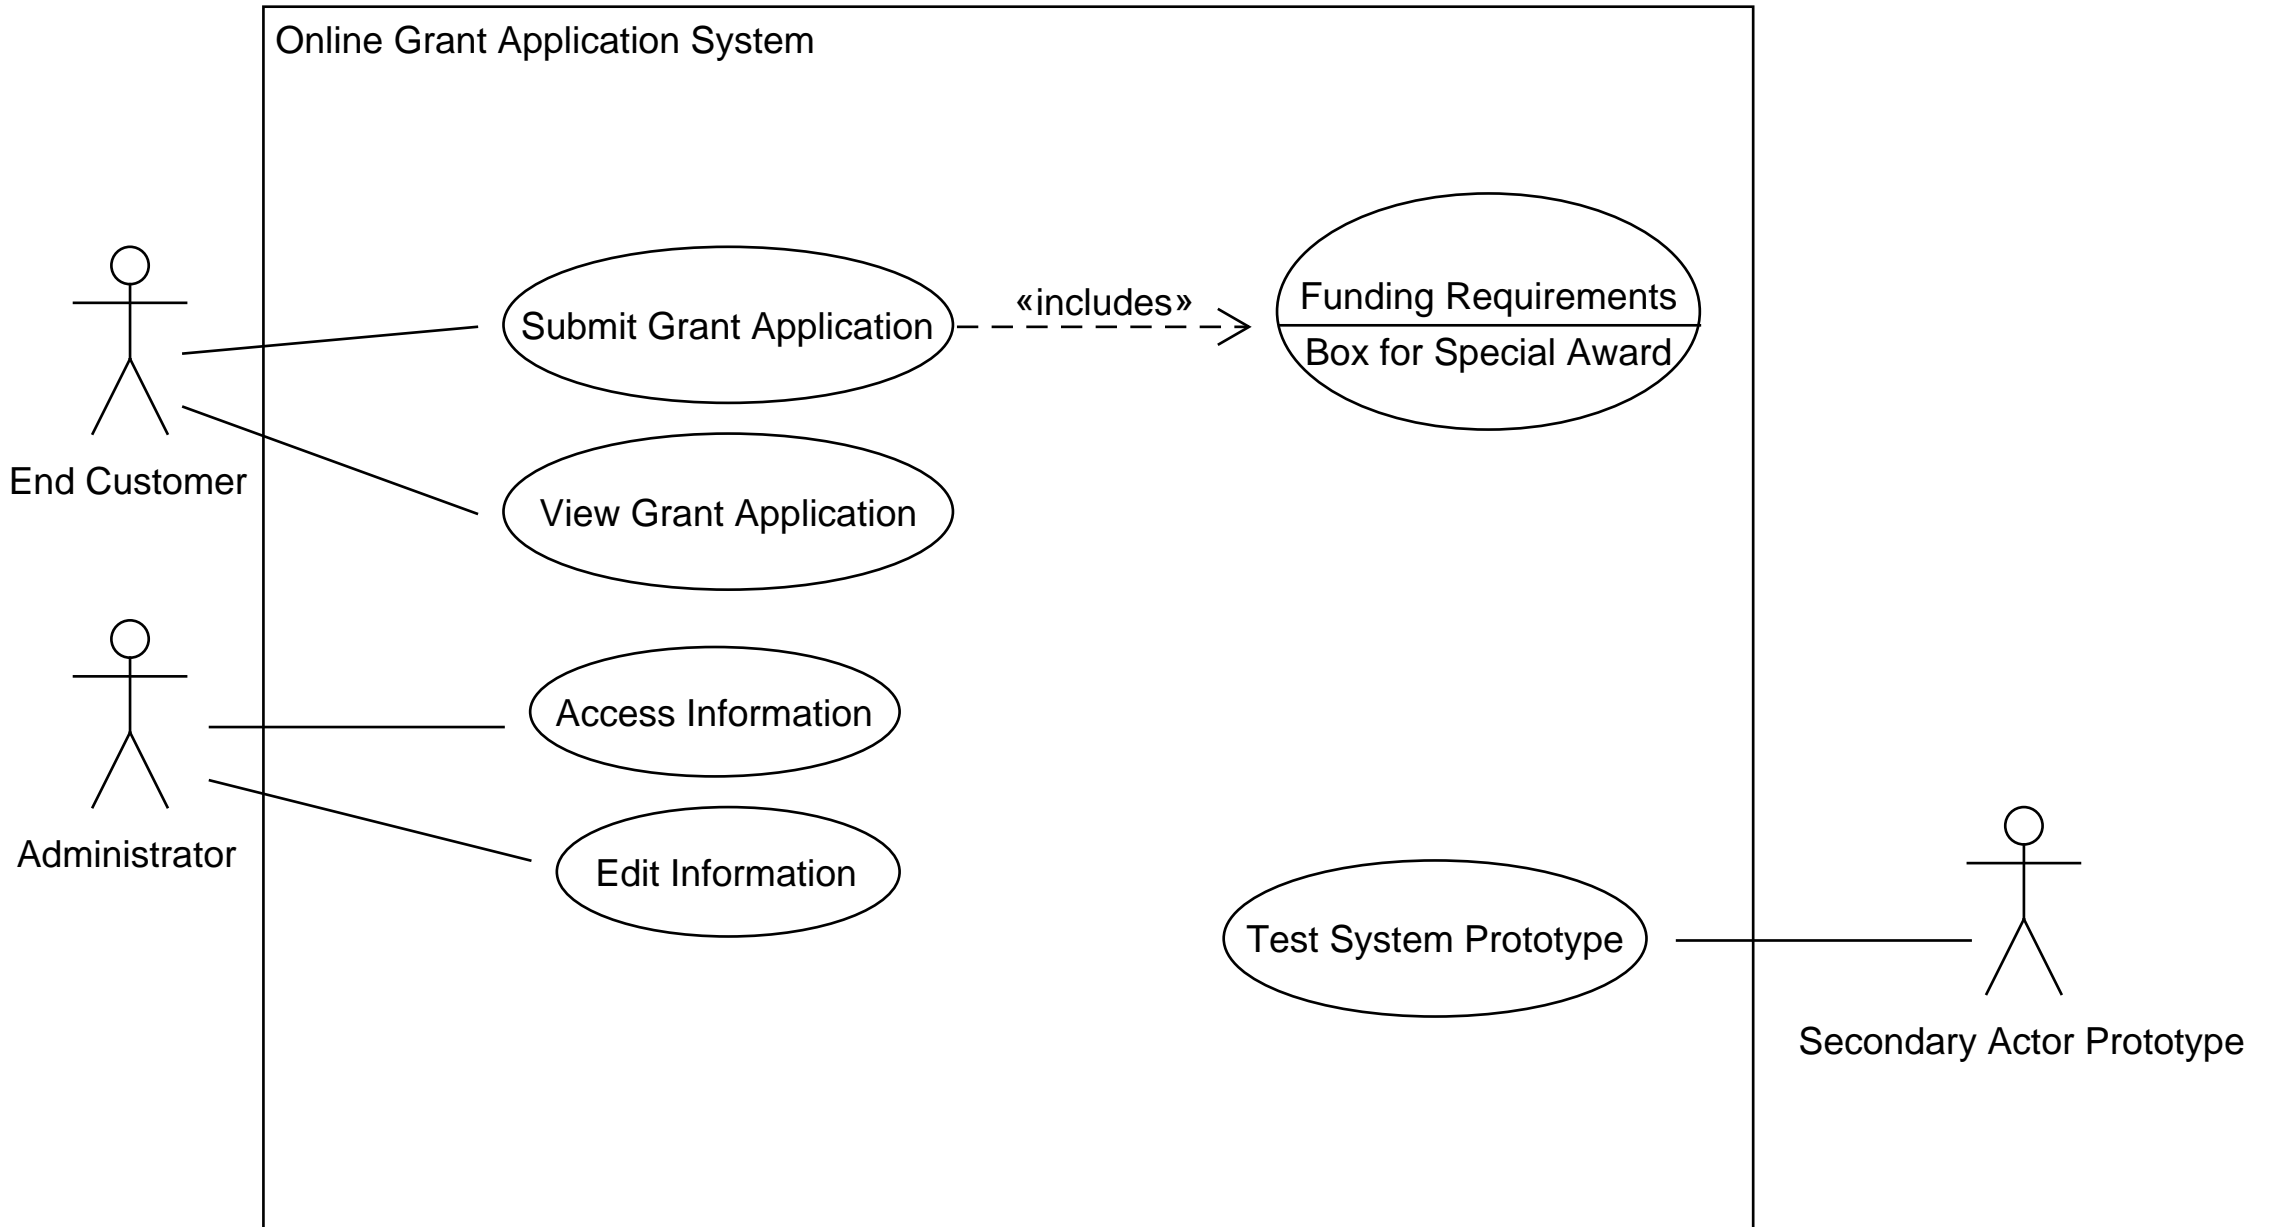 Online Grant Application System
«includes»
Submit Grant Application
Funding Requirements
Box for Special Award
End Customer
View Grant Application
Access Information
Administrator
Edit Information
Test System Prototype
Secondary Actor Prototype